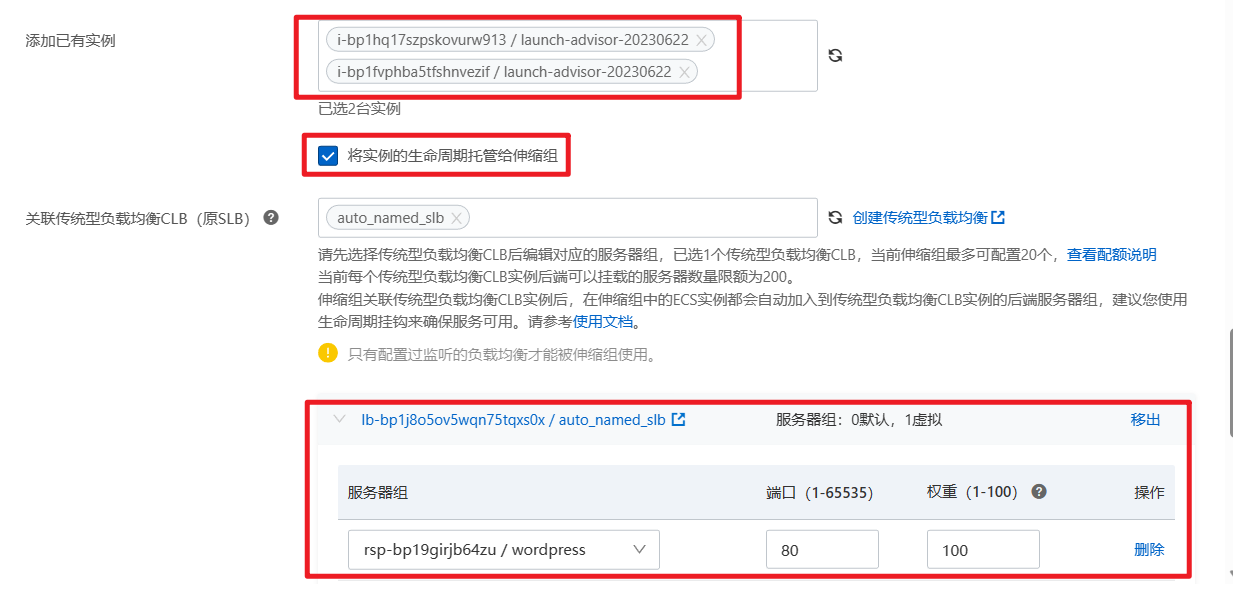 添加已有实例
i-bp1hq17szpskovurw913 / launch-advisor-20230622
i-bp1fvphba5tfshnvezif / launch-advisor-20230622
已选2台实例
将实例的生命周期托管给伸缩组
关联传统型负载均衡CLB（原SLB）
auto_named_slb
创建传统型负载均衡
请先选择传统型负载均衡CLB后编辑对应的服务器组，已选1个传统型负载均衡CLB，当前伸缩组最多可配置20个，查看配额说明
当前每个传统型负载均衡CLB实例后端可以挂载的服务器数量限额为200。
伸缩组关联传统型负载均衡CLB实例后，在伸缩组中的ECS实例都会自动加入到传统型负载均衡CLB实例的后端服务器组，建议您使用
生命周期挂钩来确保服务可用。请参考使用文档。
只有配置过监听的负载均衡才能被伸缩组使用。
lb-bp1j8o5ov5wqn75tqxs0x / auto_named_slb 服务器组：0默认，1虚拟 移出
服务器组 端口（1-65535） 权重（1-100） 操作
rsp-bp19girjb64zu / wordpress 80 100 删除